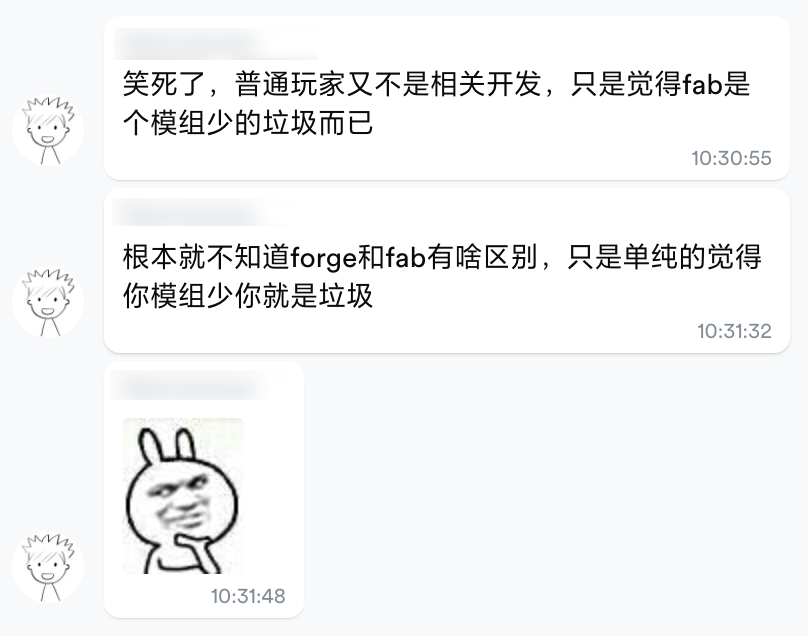 笑死了，普通玩家又不是相关开发，只是觉得fab是
个模组少的垃圾而已
10:30:55
根本就不知道forge和fab有啥区别，只是单纯的觉得
你模组少你就是垃圾
10:31:32
10:31:48